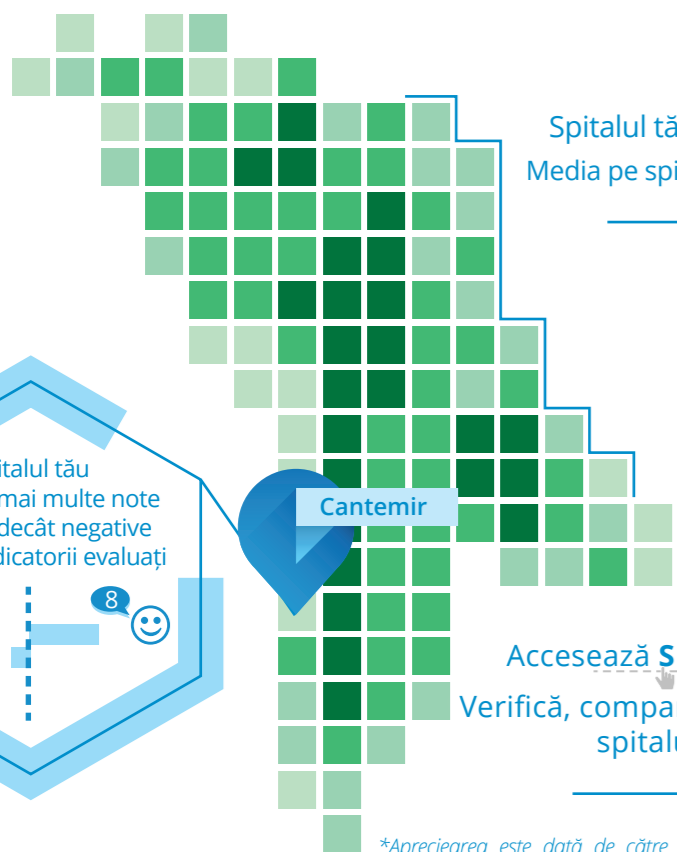 Spitalul tă
Media pe spi
italul tău
mai multe note
decât negative
dicatorii evaluați
8
Cantemir
Accesează S
Verifică, compa
spitalu
*Aprecierea este dată de către